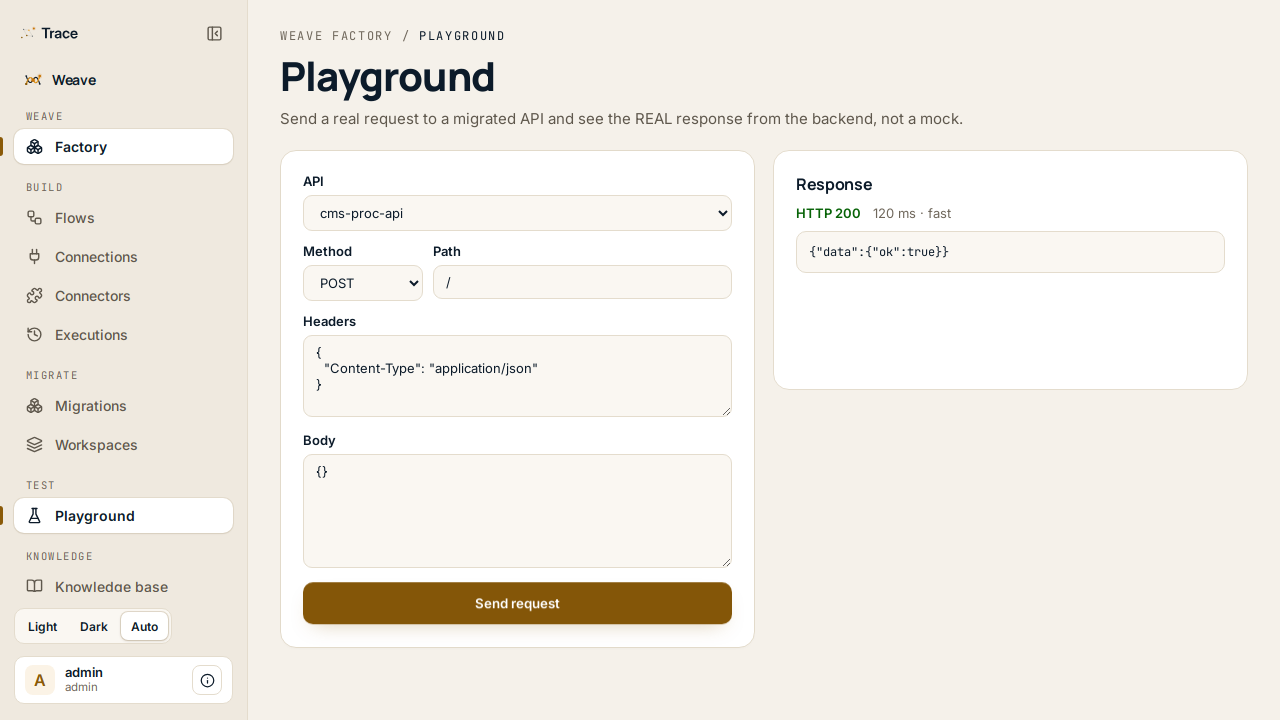 Trace
Weave
WEAVE
Factory
BUILD
Flows
Connections
Connectors
Executions
MIGRATE
Migrations
Workspaces
TEST
Playground
KNOWLEDGE
Knowledge base
Light Dark Auto
A
admin
admin
WEAVE FACTORY / PLAYGROUND
Playground
Send a real request to a migrated API and see the REAL response from the backend, not a mock.
API
cms-proc-api
Method Path
POST /
Headers
{
"Content-Type": "application/json"
}
Body
{}
Send request
Response
HTTP 200 120 ms · fast
{"data":{"ok":true}}